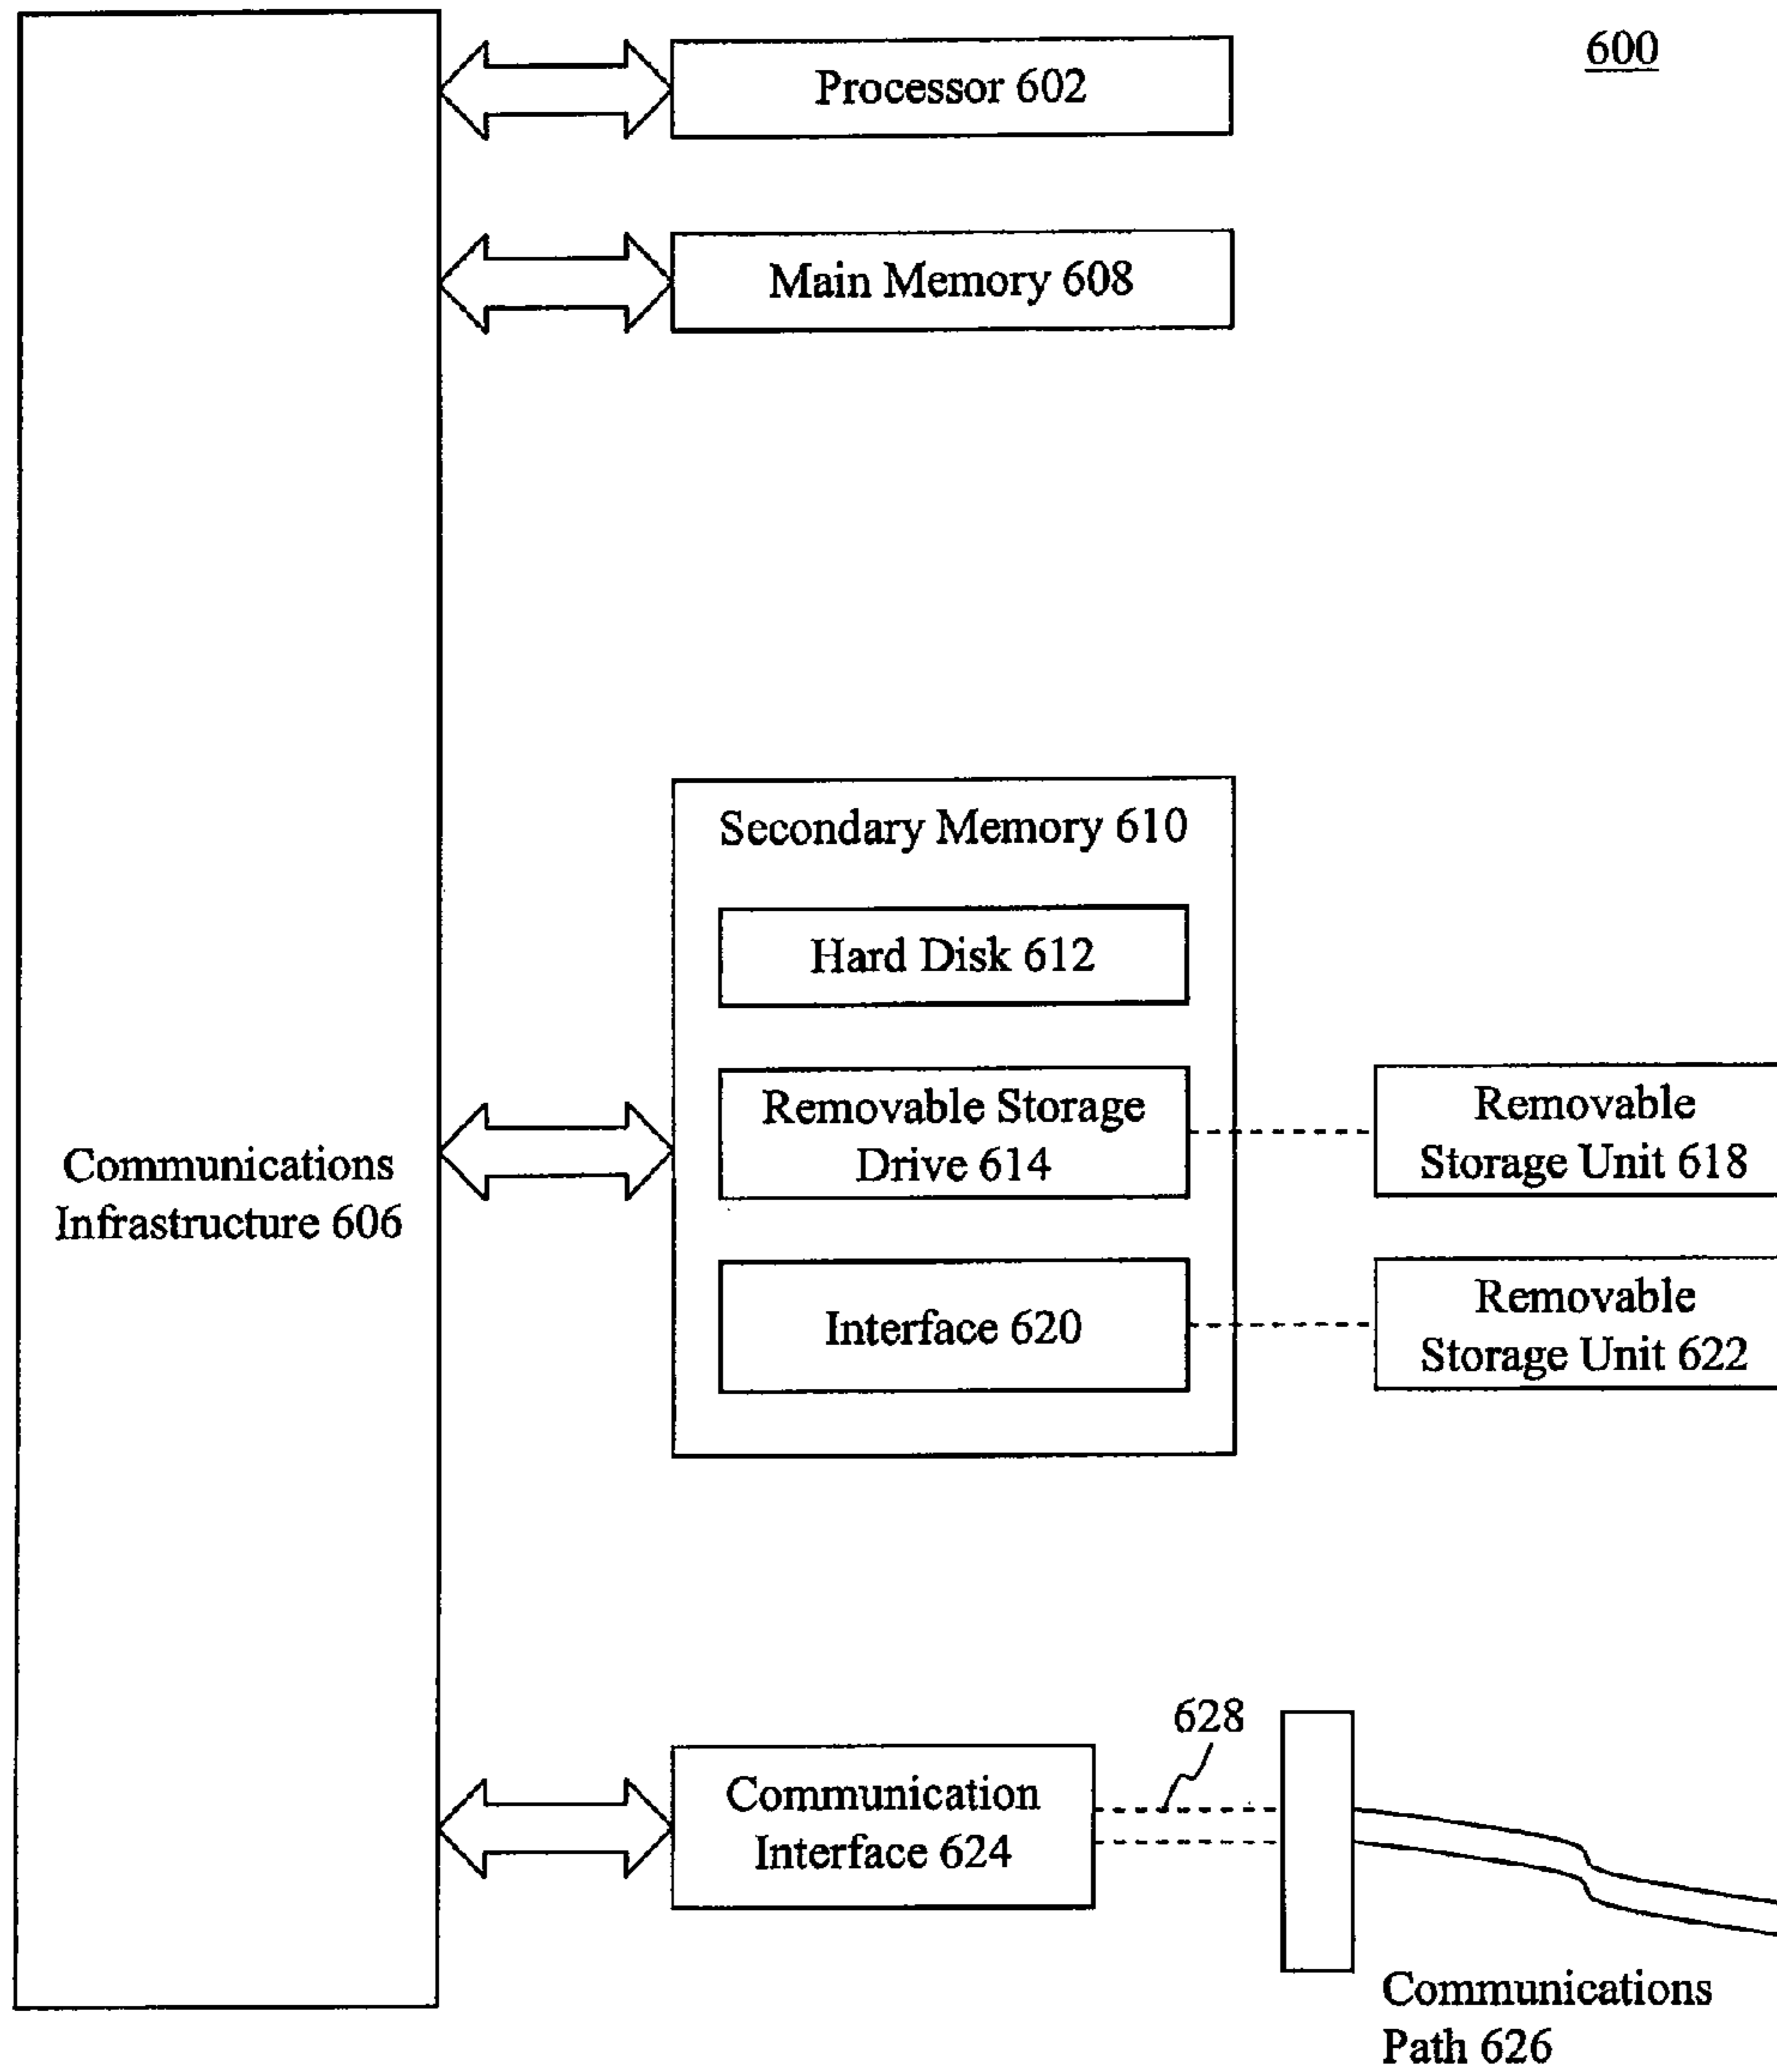 600
Processor 602
Main Memory 608
Secondary Memory 610
Hard Disk 612
Removable Storage
Drive 614
Removable
Storage Unit 618
Communications
Infrastructure 606
Interface 620
Removable
Storage Unit 622
628
Communication
Interface 624
Communications
Path 626